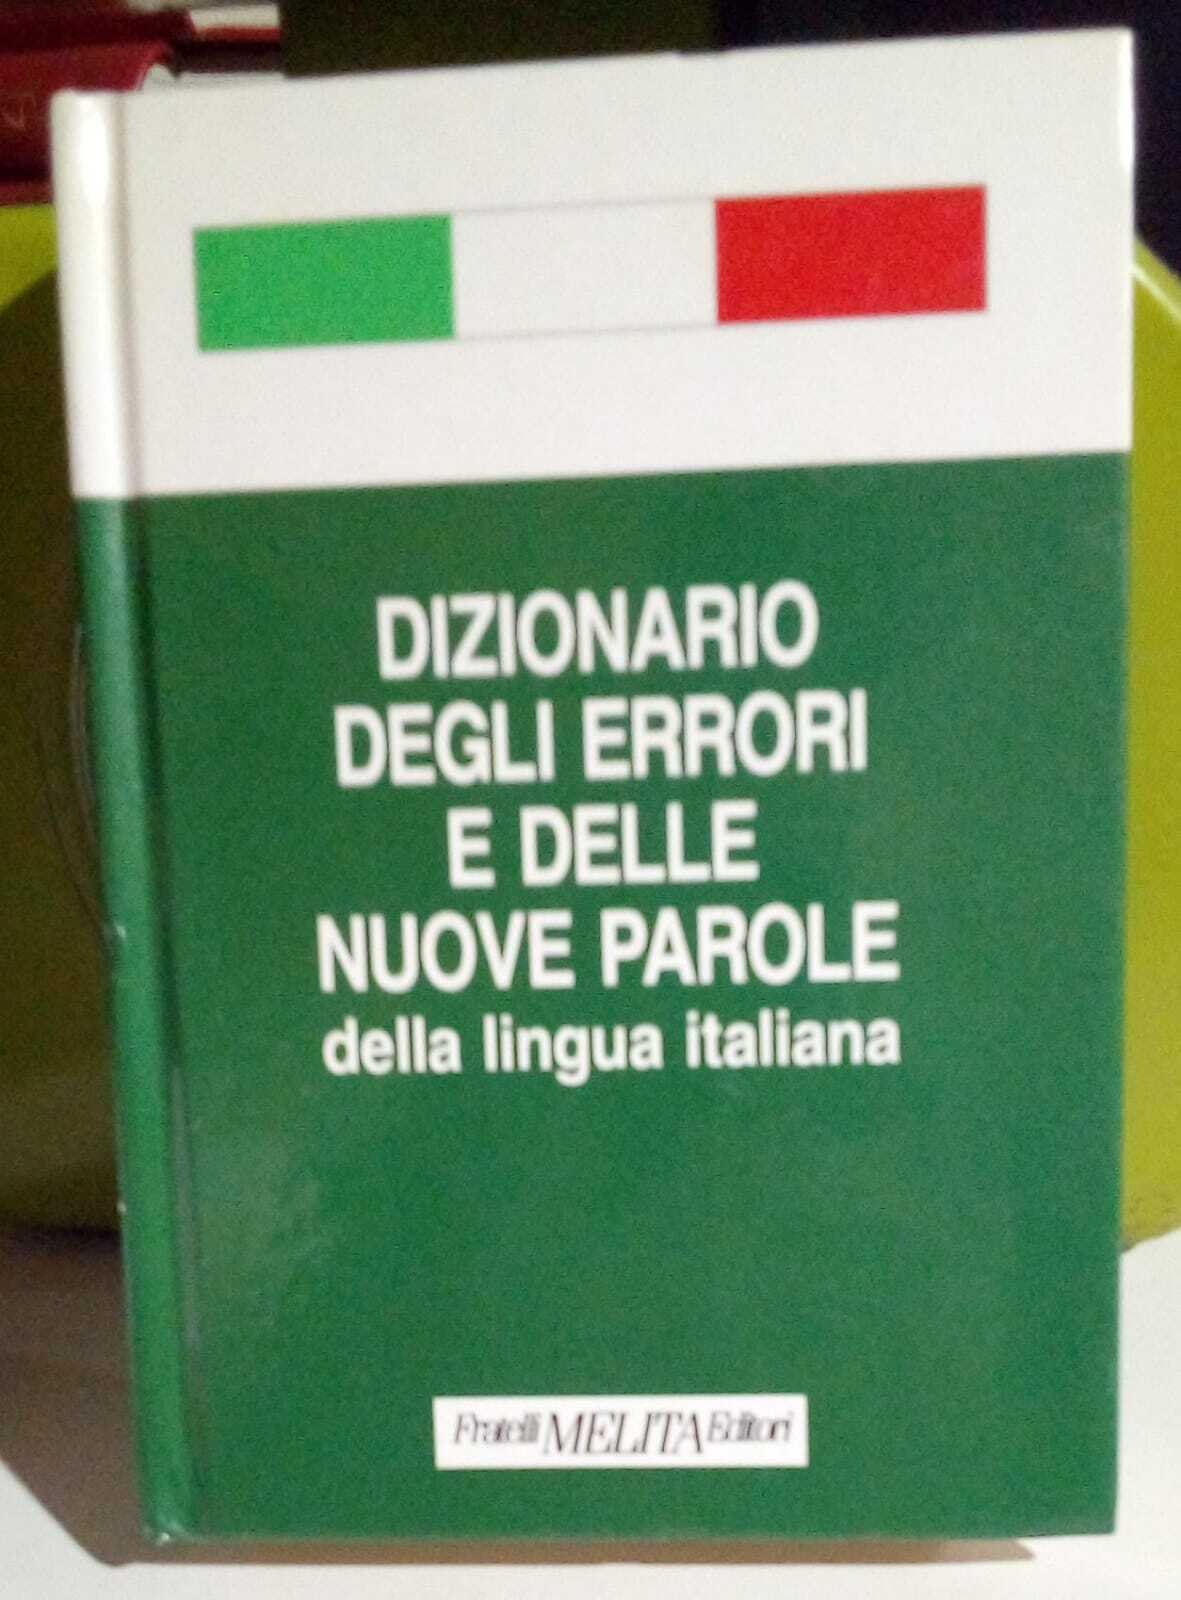 DIZIONARIO
DEGLI ERRORI
E DELLE
NUOVE PAROLE
della lingua italiana
Fratelli MELITA Editori